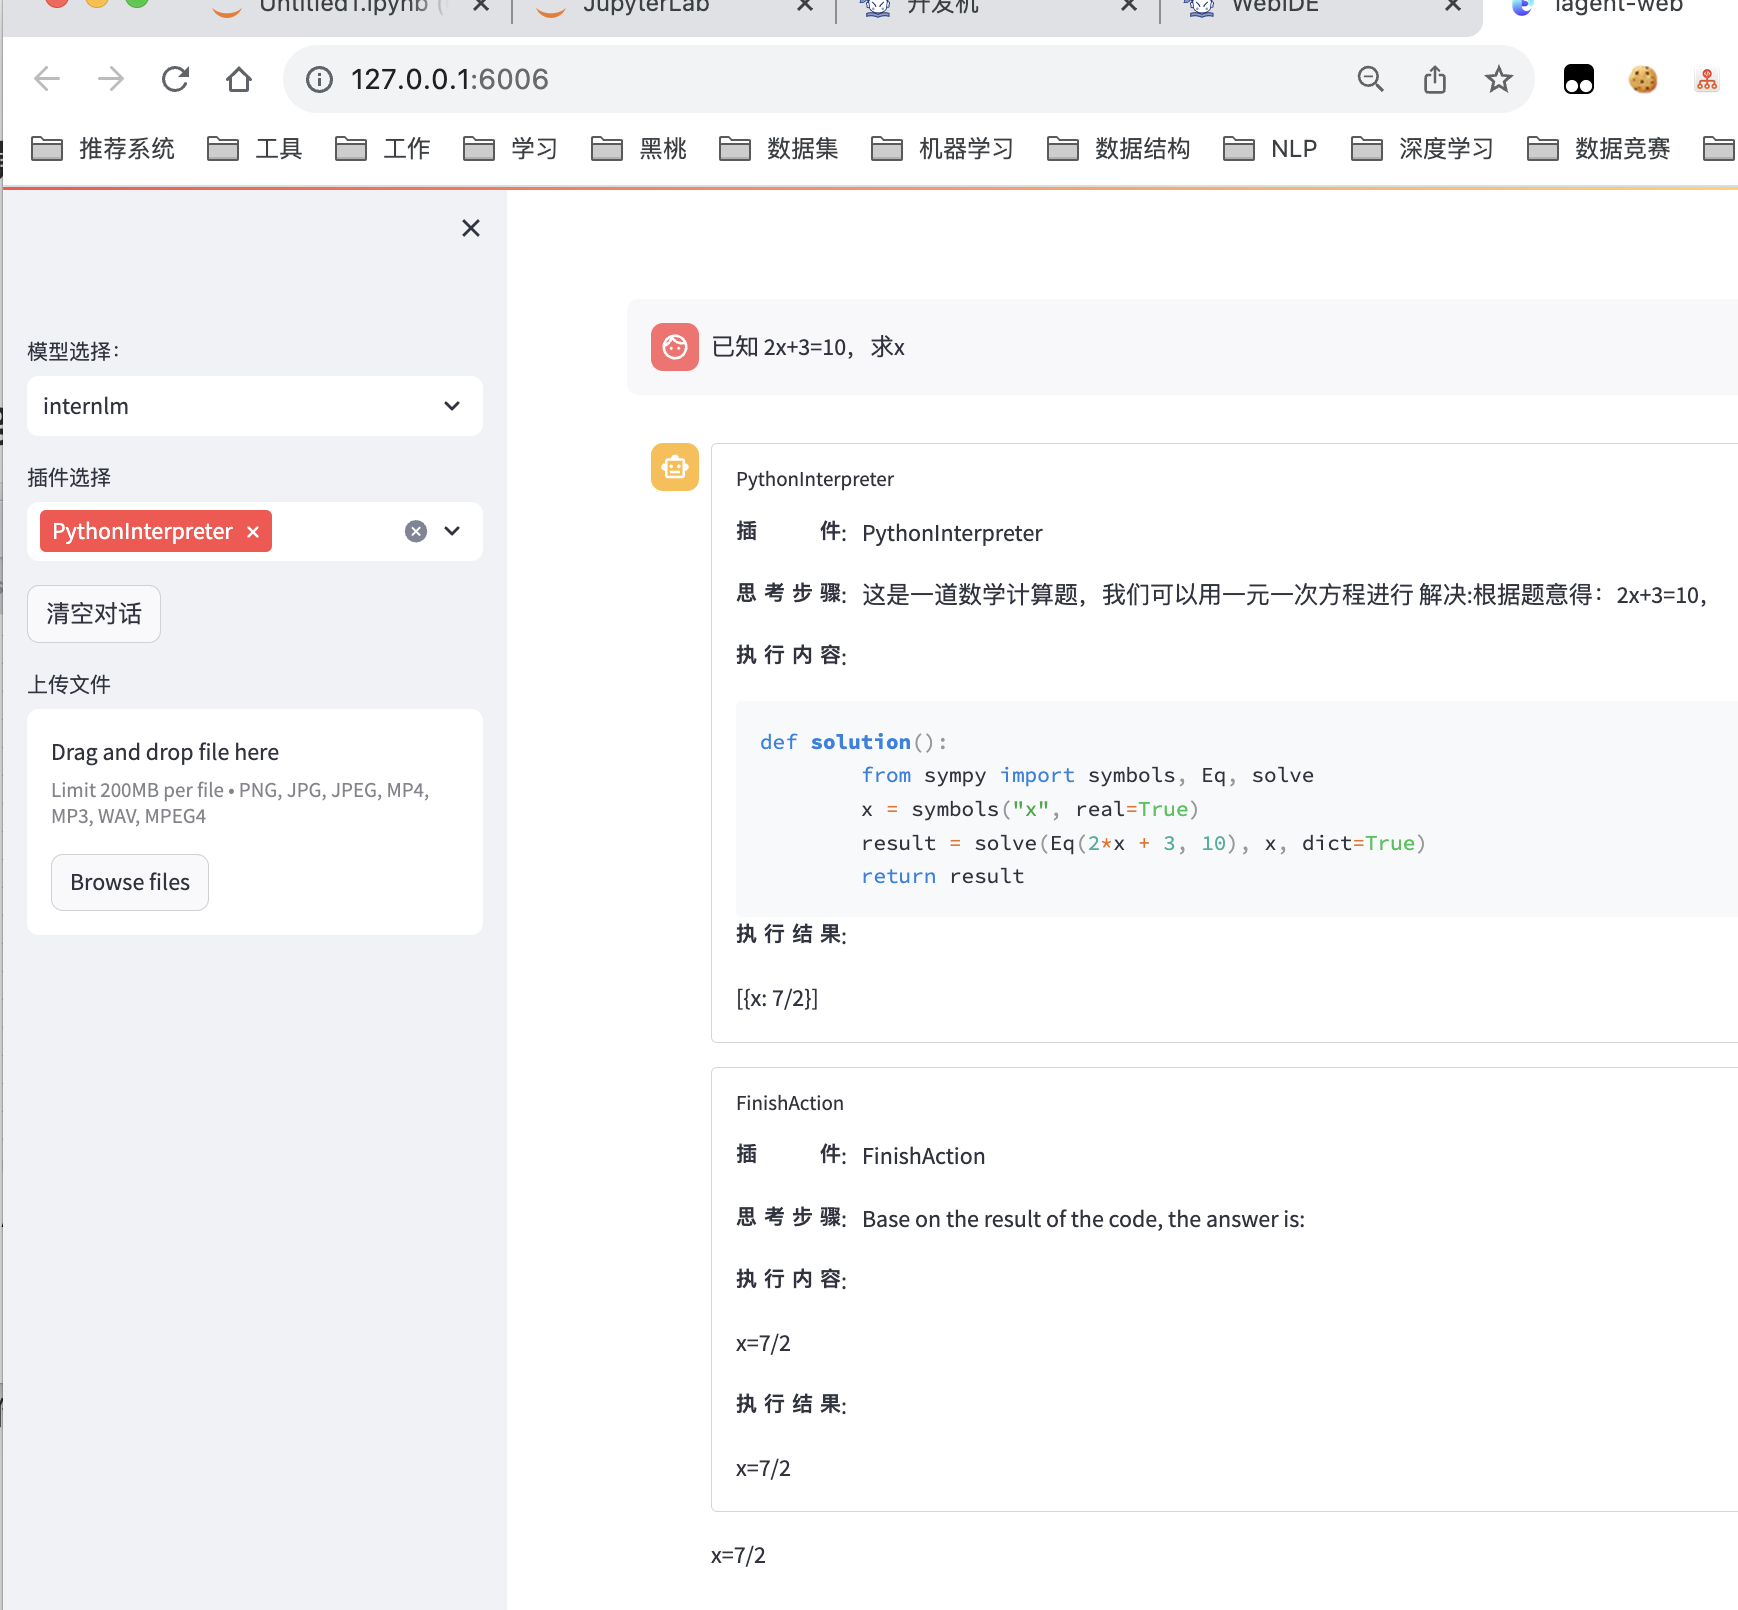 Untitled1.ipynb (
JupyterLab
开发机
WebIDE
lagent-web
127.0.0.1:6006
推荐系统 工具 工作 学习 黑桃 数据集 机器学习 数据结构 NLP 深度学习 数据竞赛
模型选择：
internlm
插件选择
PythonInterpreter ×
清空对话
上传文件
Drag and drop file here
Limit 200MB per file • PNG, JPG, JPEG, MP4,
MP3, WAV, MPEG4
Browse files
已知 2x+3=10，求x
PythonInterpreter
插 件: PythonInterpreter
思考步骤: 这是一道数学计算题，我们可以用一元一次方程进行 解决:根据题意得：2x+3=10，
执行内容:
def solution():
from sympy import symbols, Eq, solve
x = symbols("x", real=True)
result = solve(Eq(2*x + 3, 10), x, dict=True)
return result
执行结果:
[{x: 7/2}]
FinishAction
插 件: FinishAction
思考步骤: Base on the result of the code, the answer is:
执行内容:
x=7/2
执行结果:
x=7/2
x=7/2